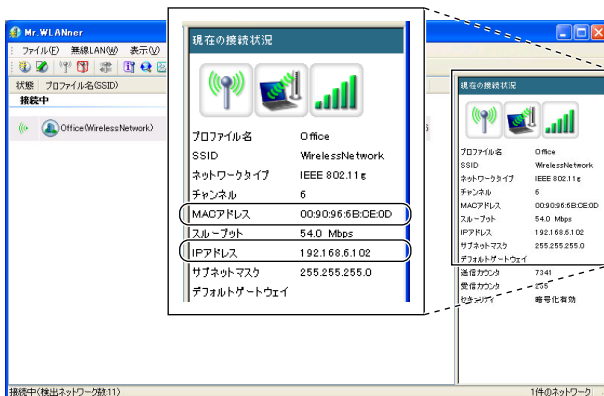 Mr.WLANner
ファイル(F) 無線LAN(W) 表示(V)
状態 プロファイル名(SSID)
接続中
Office(WirelessNetwork)
現在の接続状況
プロファイル名 Office
SSID WirelessNetwork
ネットワークタイプ IEEE 802.11g
チャンネル 6
MACアドレス 00:90:96:6B:CE:0D
スループット 54.0 Mbps
IPアドレス 192.168.6.102
サブネットマスク 255.255.255.0
デフォルトゲートウェイ
現在の接続状況
プロファイル名 Office
SSID WirelessNetwork
ネットワークタイプ IEEE 802.11g
チャンネル 6
MACアドレス 00:90:96:6B:CE:0D
スループット 54.0 Mbps
IPアドレス 192.168.6.102
サブネットマスク 255.255.255.0
デフォルトゲートウェイ
送信カウンタ 7341
受信カウンタ 255
セキュリティ 暗号化有効
接続中(検出ネットワーク数:11)
1件のネットワーク